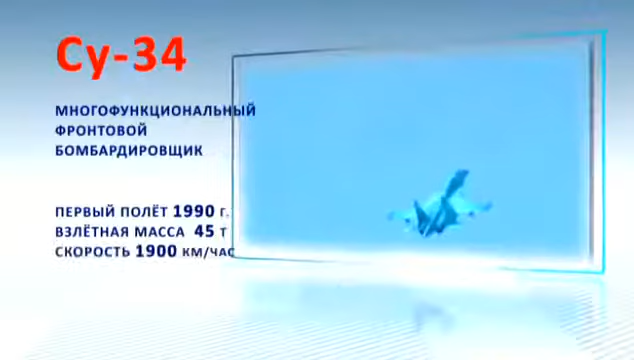 Су-34
МНОГОФУНКЦИОНАЛЬНЫЙ
ФРОНТОВОЙ
БОМБАРДИРОВЩИК
ПЕРВЫЙ ПОЛЁТ 1990 г.
ВЗЛЁТНАЯ МАССА 45 т
СКОРОСТЬ 1900 КМ/ЧАС